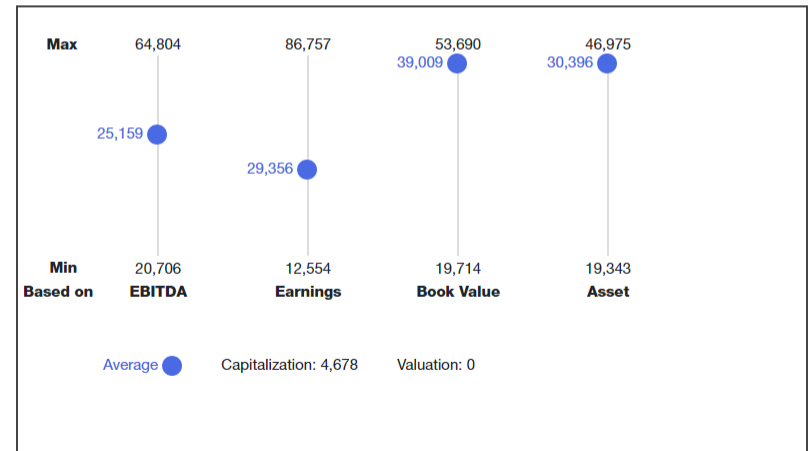 Max 64,804 86,757 53,690 46,975
39,009 30,396
25,159
29,356
Min 20,706 12,554 19,714 19,343
Based on EBITDA Earnings Book Value Asset
Average Capitalization: 4,678 Valuation: 0